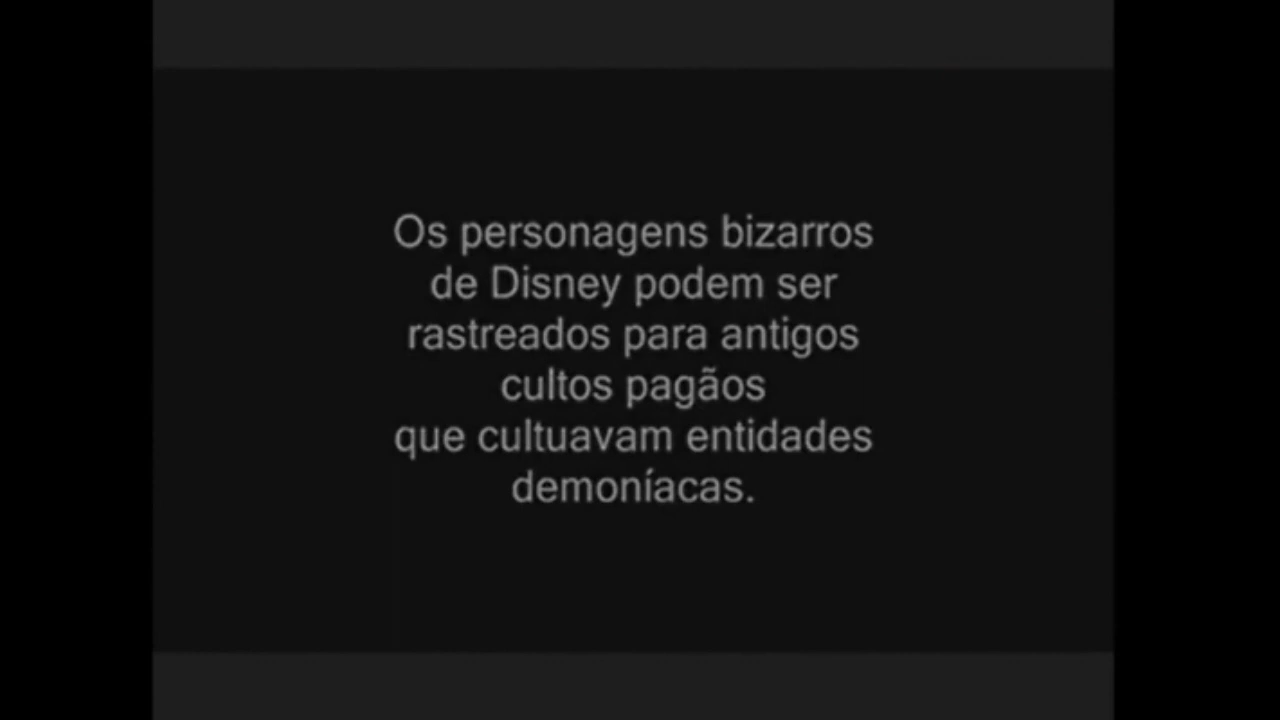 Os personagens bizarros
de Disney podem ser
rastreados para antigos
cultos pagãos
que cultuavam entidades
demoníacas.